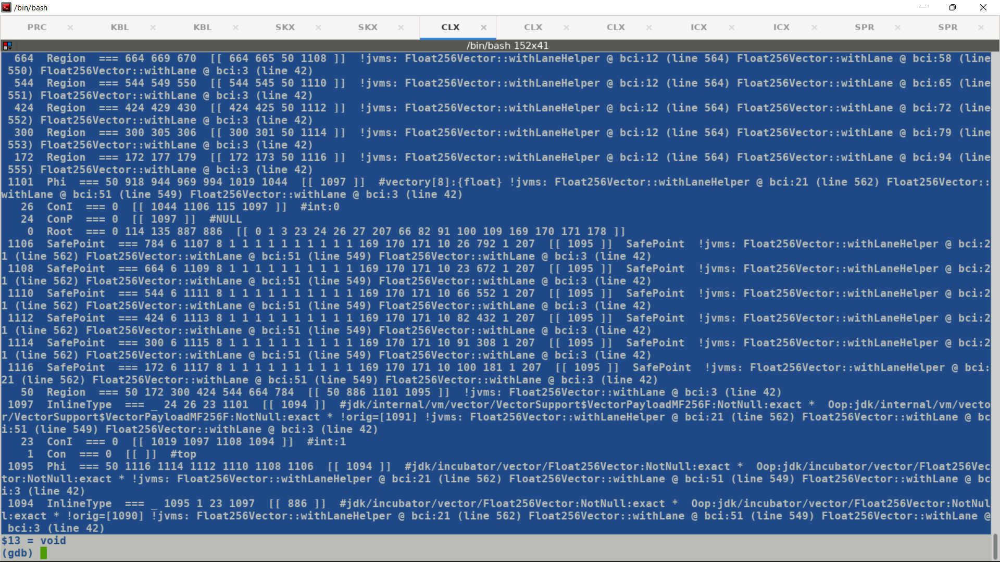 /bin/bash
PRC × KBL × KBL × SKX × SKX × CLX × CLX × CLX × ICX × ICX × SPR × SPR ×
/bin/bash 152x41
664 Region === 664 669 670 [[ 664 665 50 1108 ]] !jvms: Float256Vector::withLaneHelper @ bci:12 (line 564) Float256Vector::withLane @ bci:58 (line
550) Float256Vector::withLane @ bci:3 (line 42)
544 Region === 544 549 550 [[ 544 545 50 1110 ]] !jvms: Float256Vector::withLaneHelper @ bci:12 (line 564) Float256Vector::withLane @ bci:65 (line
551) Float256Vector::withLane @ bci:3 (line 42)
424 Region === 424 429 430 [[ 424 425 50 1112 ]] !jvms: Float256Vector::withLaneHelper @ bci:12 (line 564) Float256Vector::withLane @ bci:72 (line
552) Float256Vector::withLane @ bci:3 (line 42)
300 Region === 300 305 306 [[ 300 301 50 1114 ]] !jvms: Float256Vector::withLaneHelper @ bci:12 (line 564) Float256Vector::withLane @ bci:79 (line
553) Float256Vector::withLane @ bci:3 (line 42)
172 Region === 172 177 179 [[ 172 173 50 1116 ]] !jvms: Float256Vector::withLaneHelper @ bci:12 (line 564) Float256Vector::withLane @ bci:94 (line
555) Float256Vector::withLane @ bci:3 (line 42)
1101 Phi === 50 918 944 969 994 1019 1044 [[ 1097 ]] #vectory[8]:{float} !jvms: Float256Vector::withLaneHelper @ bci:21 (line 562) Float256Vector::
withLane @ bci:51 (line 549) Float256Vector::withLane @ bci:3 (line 42)
26 ConI === 0 [[ 1044 1106 115 1097 ]] #int:0
24 ConP === 0 [[ 1097 ]] #NULL
0 Root === 0 114 135 887 886 [[ 0 1 3 23 24 26 27 207 66 82 91 100 109 169 170 171 178 ]]
1106 SafePoint === 784 6 1107 8 1 1 1 1 1 1 1 1 1 1 169 170 171 10 26 792 1 207 [[ 1095 ]] SafePoint !jvms: Float256Vector::withLaneHelper @ bci:2
1 (line 562) Float256Vector::withLane @ bci:51 (line 549) Float256Vector::withLane @ bci:3 (line 42)
1108 SafePoint === 664 6 1109 8 1 1 1 1 1 1 1 1 1 1 169 170 171 10 23 672 1 207 [[ 1095 ]] SafePoint !jvms: Float256Vector::withLaneHelper @ bci:2
1 (line 562) Float256Vector::withLane @ bci:51 (line 549) Float256Vector::withLane @ bci:3 (line 42)
1110 SafePoint === 544 6 1111 8 1 1 1 1 1 1 1 1 1 1 169 170 171 10 66 552 1 207 [[ 1095 ]] SafePoint !jvms: Float256Vector::withLaneHelper @ bci:2
1 (line 562) Float256Vector::withLane @ bci:51 (line 549) Float256Vector::withLane @ bci:3 (line 42)
1112 SafePoint === 424 6 1113 8 1 1 1 1 1 1 1 1 1 1 169 170 171 10 82 432 1 207 [[ 1095 ]] SafePoint !jvms: Float256Vector::withLaneHelper @ bci:2
1 (line 562) Float256Vector::withLane @ bci:51 (line 549) Float256Vector::withLane @ bci:3 (line 42)
1114 SafePoint === 300 6 1115 8 1 1 1 1 1 1 1 1 1 1 169 170 171 10 91 308 1 207 [[ 1095 ]] SafePoint !jvms: Float256Vector::withLaneHelper @ bci:2
1 (line 562) Float256Vector::withLane @ bci:51 (line 549) Float256Vector::withLane @ bci:3 (line 42)
1116 SafePoint === 172 6 1117 8 1 1 1 1 1 1 1 1 1 1 169 170 171 10 100 181 1 207 [[ 1095 ]] SafePoint !jvms: Float256Vector::withLaneHelper @ bci:
21 (line 562) Float256Vector::withLane @ bci:51 (line 549) Float256Vector::withLane @ bci:3 (line 42)
50 Region === 50 172 300 424 544 664 784 [[ 50 886 1101 1095 ]] !jvms: Float256Vector::withLane @ bci:3 (line 42)
1097 InlineType === _ 24 26 23 1101 [[ 1094 ]] #jdk/internal/vm/vector/VectorSupport$VectorPayloadMF256F:NotNull:exact * Oop:jdk/internal/vm/vecto
r/VectorSupport$VectorPayloadMF256F:NotNull:exact * !orig=[1091] !jvms: Float256Vector::withLaneHelper @ bci:21 (line 562) Float256Vector::withLane @ bc
i:51 (line 549) Float256Vector::withLane @ bci:3 (line 42)
23 ConI === 0 [[ 1019 1097 1108 1094 ]] #int:1
1 Con === 0 [[ ]] #top
1095 Phi === 50 1116 1114 1112 1110 1108 1106 [[ 1094 ]] #jdk/incubator/vector/Float256Vector:NotNull:exact * Oop:jdk/incubator/vector/Float256Vec
tor:NotNull:exact * !jvms: Float256Vector::withLaneHelper @ bci:21 (line 562) Float256Vector::withLane @ bci:51 (line 549) Float256Vector::withLane @ bc
i:3 (line 42)
1094 InlineType === _ 1095 1 23 1097 [[ 886 ]] #jdk/incubator/vector/Float256Vector:NotNull:exact * Oop:jdk/incubator/vector/Float256Vector:NotNul
l:exact * !orig=[1090] !jvms: Float256Vector::withLaneHelper @ bci:21 (line 562) Float256Vector::withLane @ bci:51 (line 549) Float256Vector::withLane @
bci:3 (line 42)
$13 = void
(gdb)